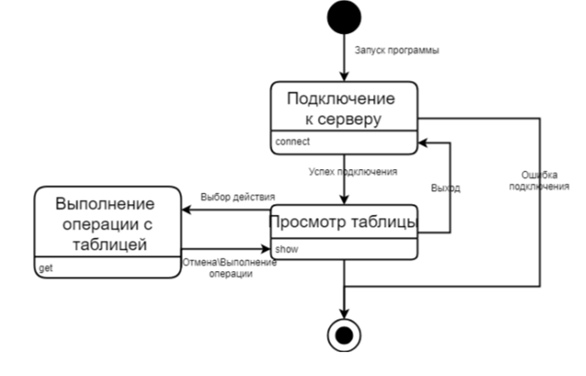 Запуск программы
Подключение
к серверу
connect
Успех подключения
Ошибка
подключения
Выход
Выбор действия
Выполнение
операции с
таблицей
get
Просмотр таблицы
show
Отмена\Выполнение
операции